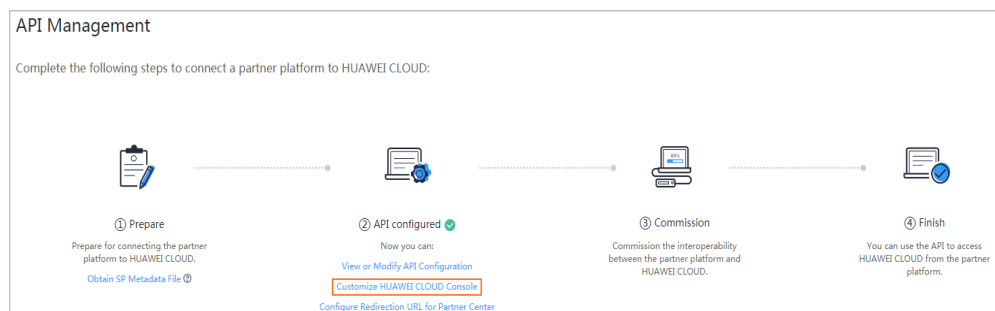 API Management
Complete the following steps to connect a partner platform to HUAWEI CLOUD:
80%
① Prepare
Prepare for connecting the partner
platform to HUAWEI CLOUD.
Obtain SP Metadata File
② API configured
Now you can:
View or Modify API Configuration
Customize HUAWEI CLOUD Console
Configure Redirection URL for Partner Center
③ Commission
Commission the interoperability
between the partner platform and
HUAWEI CLOUD.
④ Finish
You can use the API to access
HUAWEI CLOUD from the partner
platform.